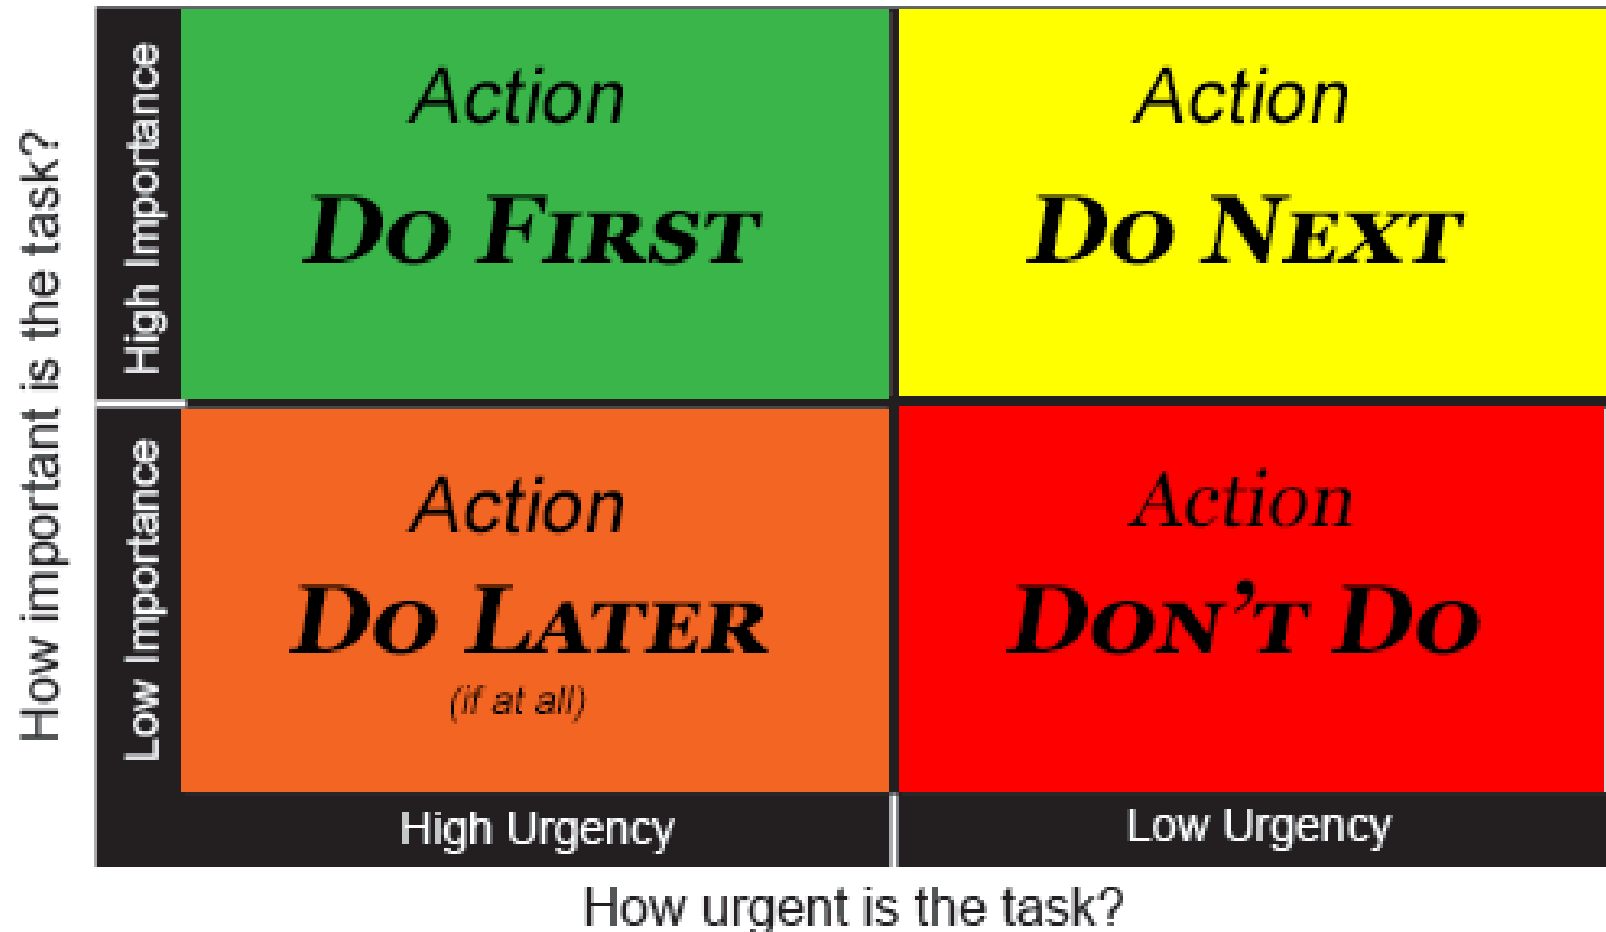 How important is the task?
High Importance
Action
DO FIRST
Action
DO NEXT
Low Importance
Action
DO LATER
(if at all)
Action
DON’T DO
High Urgency
Low Urgency
How urgent is the task?